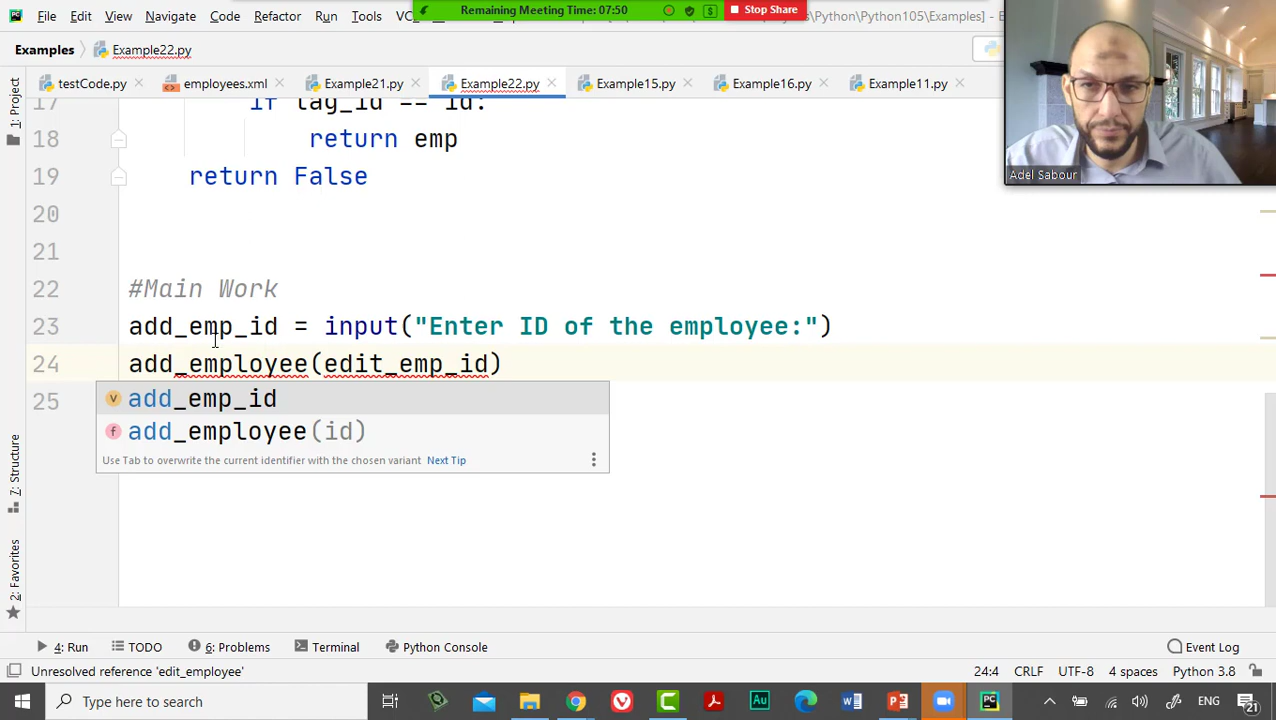 File Edit View Navigate Code Refactor Run Tools
Remaining Meeting Time: 07:50
Stop Share
Examples
Example22.py
testCode.py
employees.xml
Example21.py
Example22.py
Example15.py
Example16.py
Example11.py
Adel Sabour
1: Project
7: Structure
2: Favorites
17 if tag_id == id:
18 return emp
19 return False
20
21
22 #Main Work
23 add_emp_id = input("Enter ID of the employee:")
24 add_employee(edit_emp_id)
25
add_emp_id
add_employee(id)
Use Tab to overwrite the current identifier with the chosen variant Next Tip
4: Run TODO 6: Problems Terminal Python Console Event Log
Unresolved reference 'edit_employee' 24:4 CRLF UTF-8 4 spaces Python 3.8
Type here to search
ENG
21